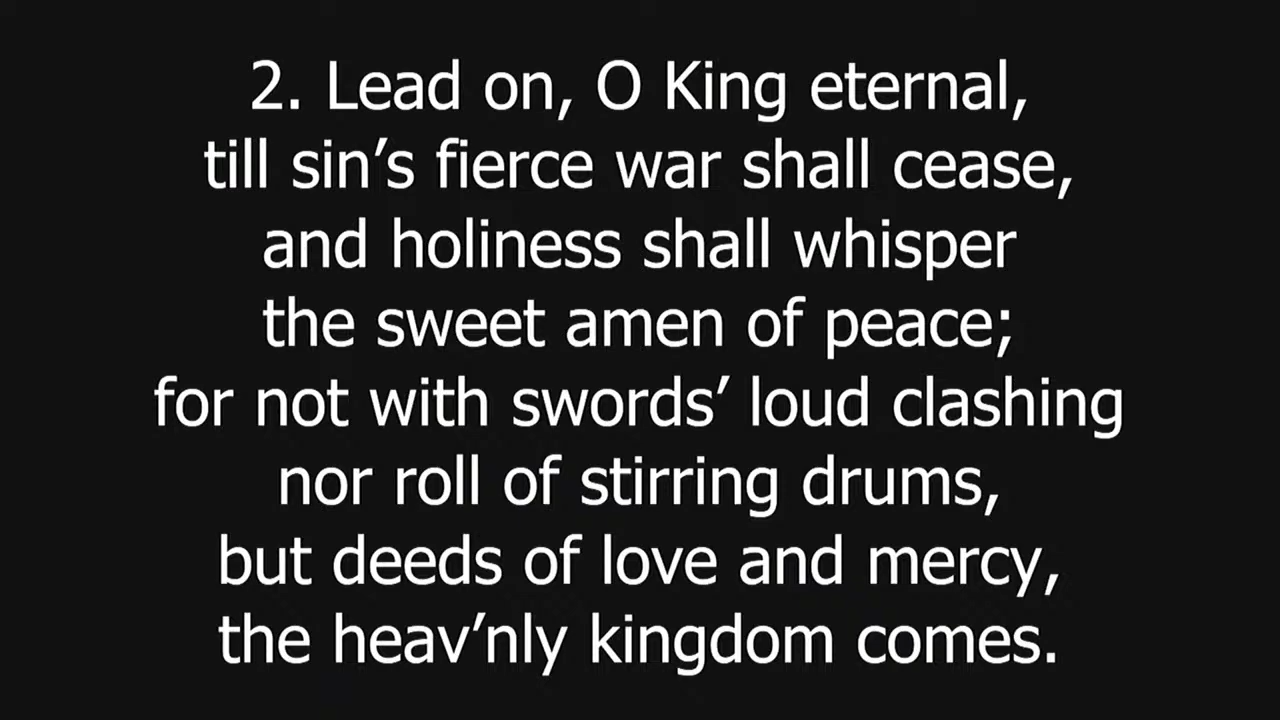 2. Lead on, O King eternal,
till sin’s fierce war shall cease,
and holiness shall whisper
the sweet amen of peace;
for not with swords’ loud clashing
nor roll of stirring drums,
but deeds of love and mercy,
the heav’nly kingdom comes.